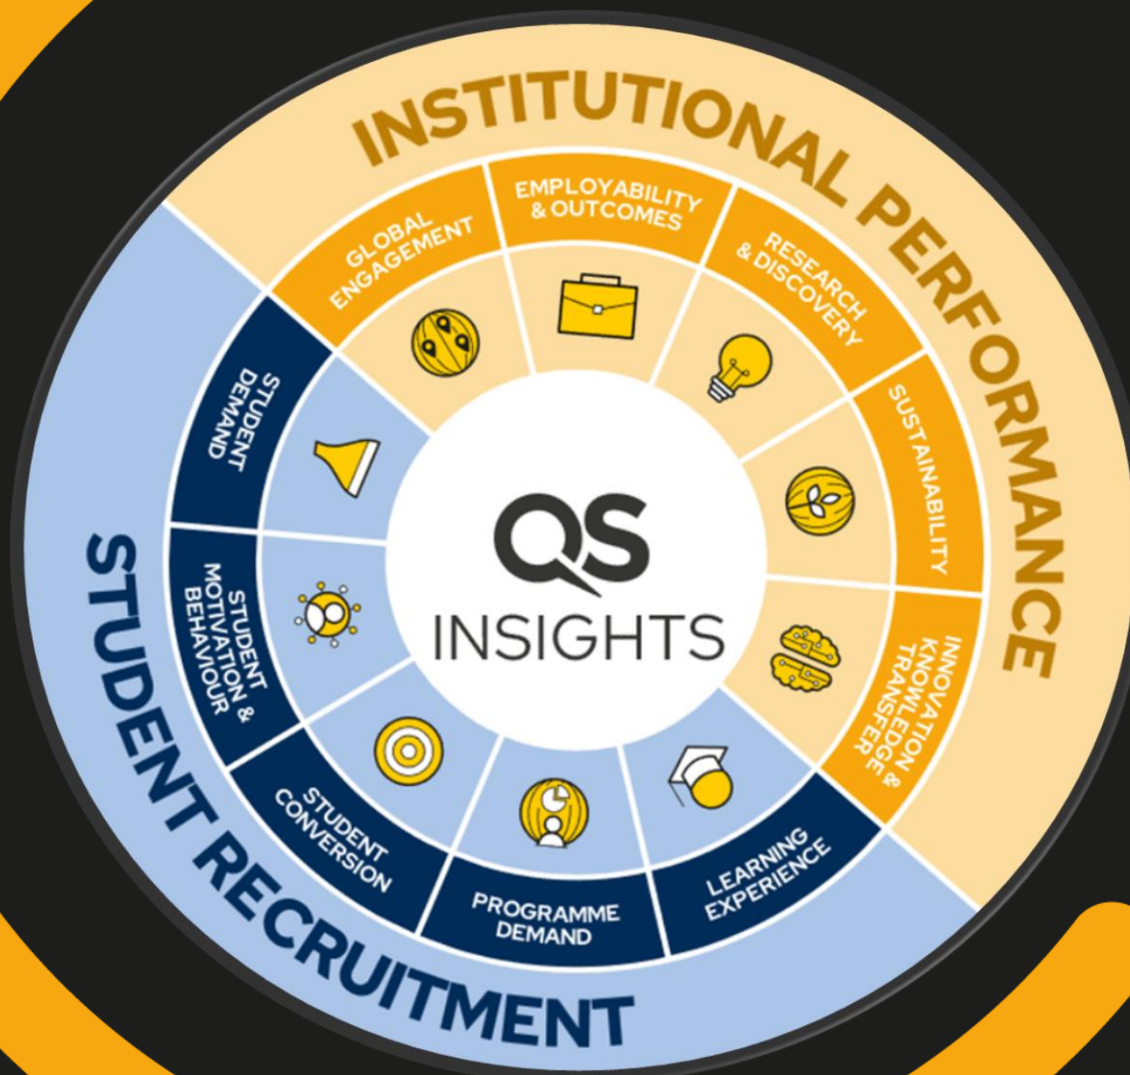 INSTITUTIONAL PERFORMANCE
GLOBAL
ENGAGEMENT
EMPLOYABILITY
& OUTCOMES
RESEARCH
& DISCOVERY
SUSTAINABILITY
INNOVATION &
KNOWLEDGE
TRANSFER
LEARNING
EXPERIENCE
PROGRAMME
DEMAND
STUDENT
CONVERSION
STUDENT
MOTIVATION &
BEHAVIOUR
STUDENT
DEMAND
STUDENT RECRUITMENT
QS
INSIGHTS